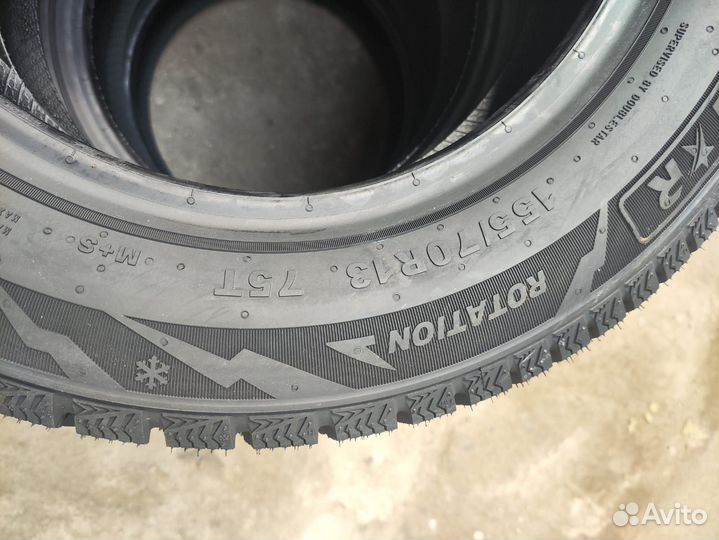 SUPERVISED BY DOUBLESTAR
R
155/70R13 75T
M+S
ROTATION
Avito